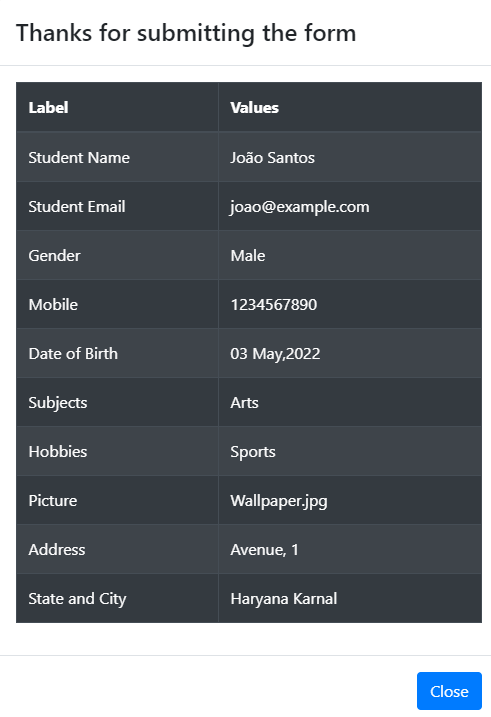 Thanks for submitting the form
Label Values
Student Name João Santos
Student Email joao@example.com
Gender Male
Mobile 1234567890
Date of Birth 03 May,2022
Subjects Arts
Hobbies Sports
Picture Wallpaper.jpg
Address Avenue, 1
State and City Haryana Karnal
Close